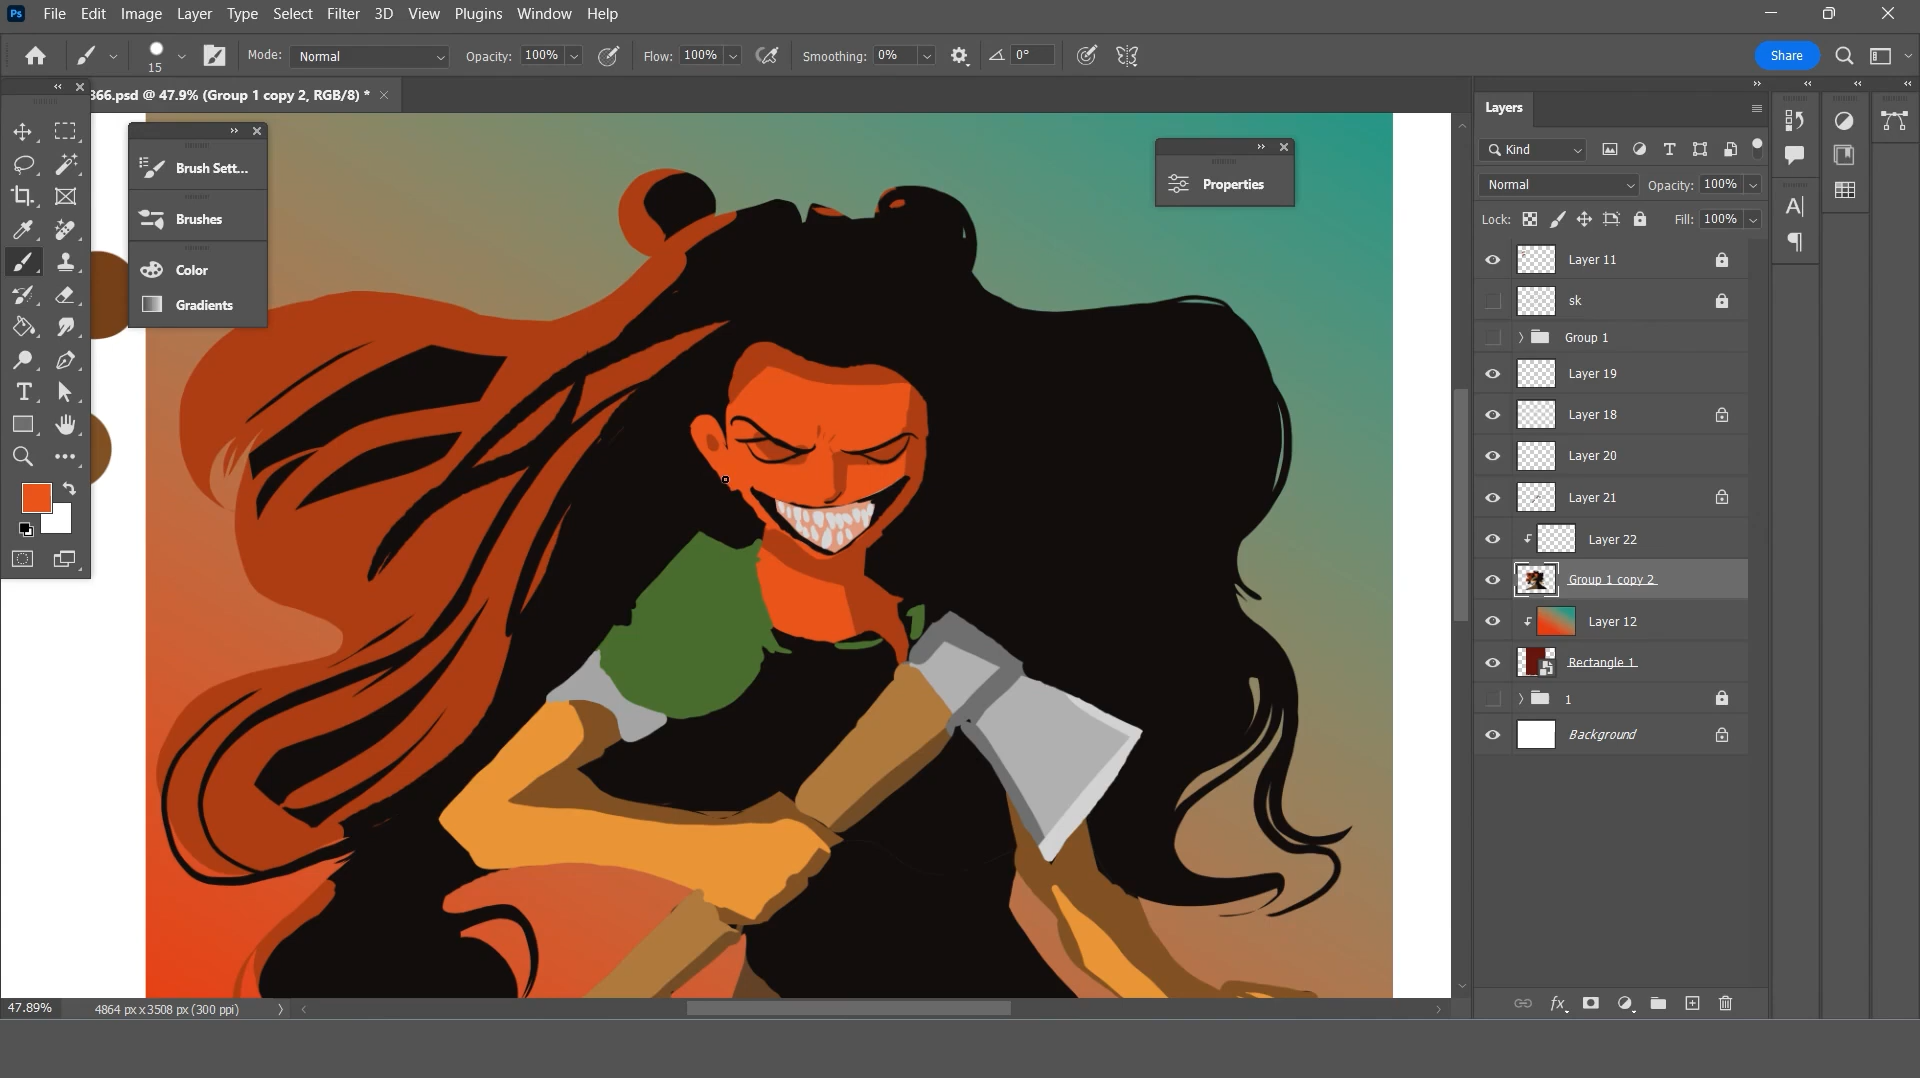 Ps File Edit Image Layer Type Select Filter 3D View Plugins Window Help
15 Mode: Normal Opacity: 100% Flow: 100% Smoothing: 0% 0° Share
366.psd @ 47.9% (Group 1 copy 2, RGB/8) *
Brush Sett...
Brushes
Color
Gradients
Properties
Layers
Kind
Normal Opacity: 100%
Lock: Fill: 100%
Layer 11
sk
Group 1
Layer 19
Layer 18
Layer 20
Layer 21
Layer 22
Group 1 copy 2
Layer 12
Rectangle 1
1
Background
fx
47.89% 4864 px x 3508 px (300 ppi)